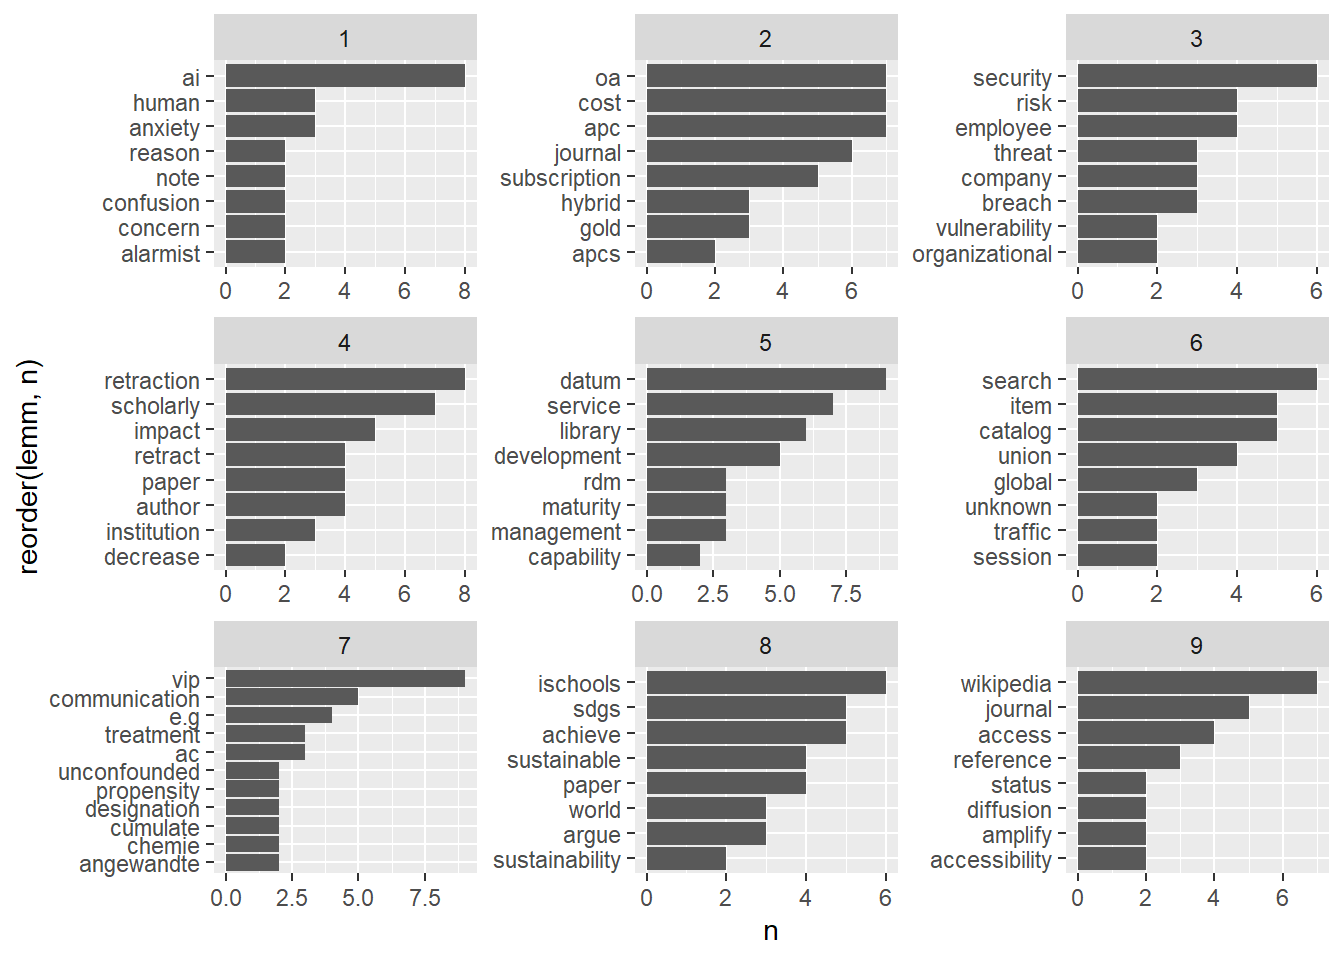 1
ai
human
anxiety
reason
note
confusion
concern
alarmist
0 2 4 6 8
2
oa
cost
apc
journal
subscription
hybrid
gold
apcs
0 2 4 6
3
security
risk
employee
threat
company
breach
vulnerability
organizational
0 2 4 6
4
retraction
scholarly
impact
retract
paper
author
institution
decrease
0 2 4 6 8
5
datum
service
library
development
rdm
maturity
management
capability
0.0 2.5 5.0 7.5
6
search
item
catalog
union
global
unknown
traffic
session
0 2 4 6
7
vip
communication
e.g
treatment
ac
unconfounded
propensity
designation
cumulate
chemie
angewandte
0.0 2.5 5.0 7.5
8
ischools
sdgs
achieve
sustainable
paper
world
argue
sustainability
0 2 4 6
9
wikipedia
journal
access
reference
status
diffusion
amplify
accessibility
0 2 4 6
reorder(lemm, n)
n